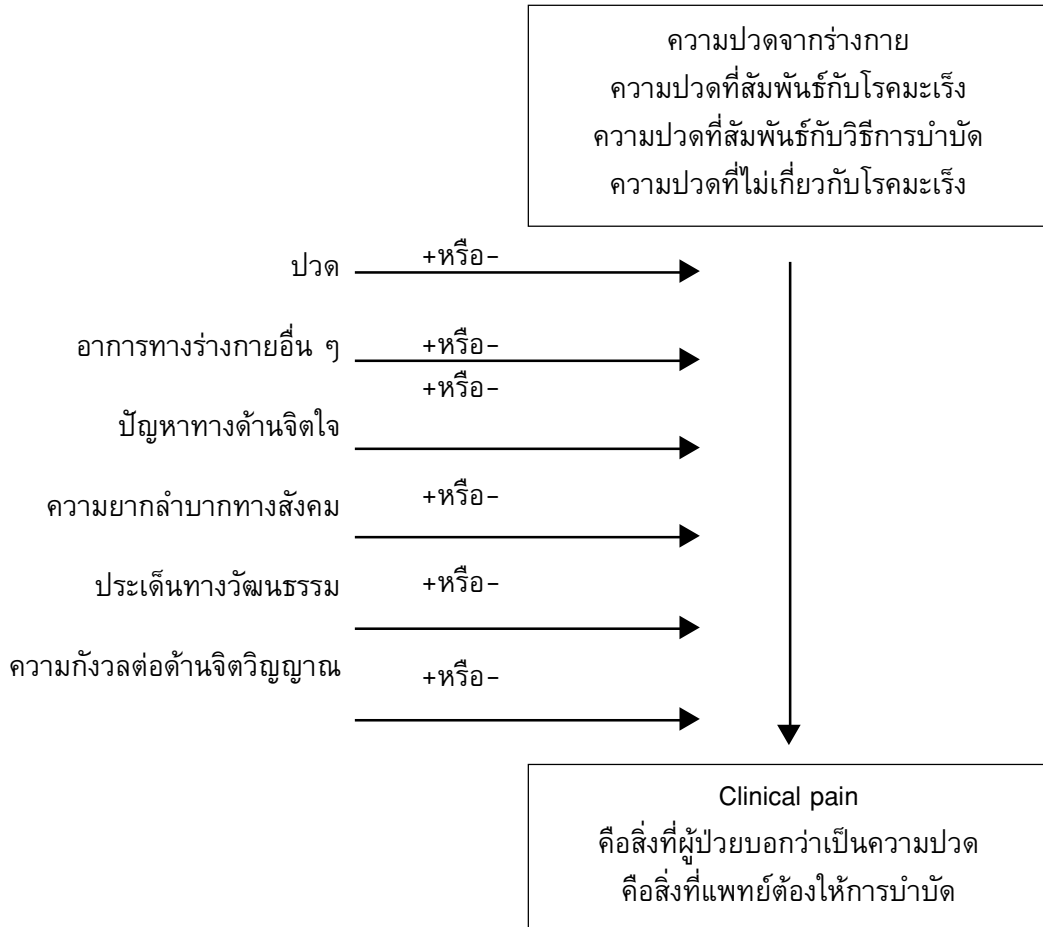 ความปวดจากร่างกาย
ความปวดที่สัมพันธ์กับโรคมะเร็ง
ความปวดที่สัมพันธ์กับวิธีการบำบัด
ความปวดที่ไม่เกี่ยวกับโรคมะเร็ง
ปวด +หรือ-
อาการทางร่างกายอื่น ๆ +หรือ-
+หรือ-
ปัญหาทางด้านจิตใจ
ความยากลำบากทางสังคม +หรือ-
ประเด็นทางวัฒนธรรม +หรือ-
ความกังวลต่อด้านจิตวิญญาณ +หรือ-
Clinical pain
คือสิ่งที่ผู้ป่วยบอกว่าเป็นความปวด
คือสิ่งที่แพทย์ต้องให้การบำบัด